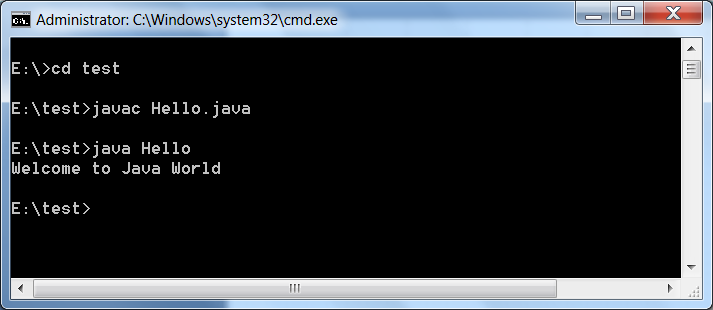 Administrator: C:\Windows\system32\cmd.exe
E:\>cd test
E:\test>javac Hello.java
E:\test>java Hello
Welcome to Java World
E:\test>